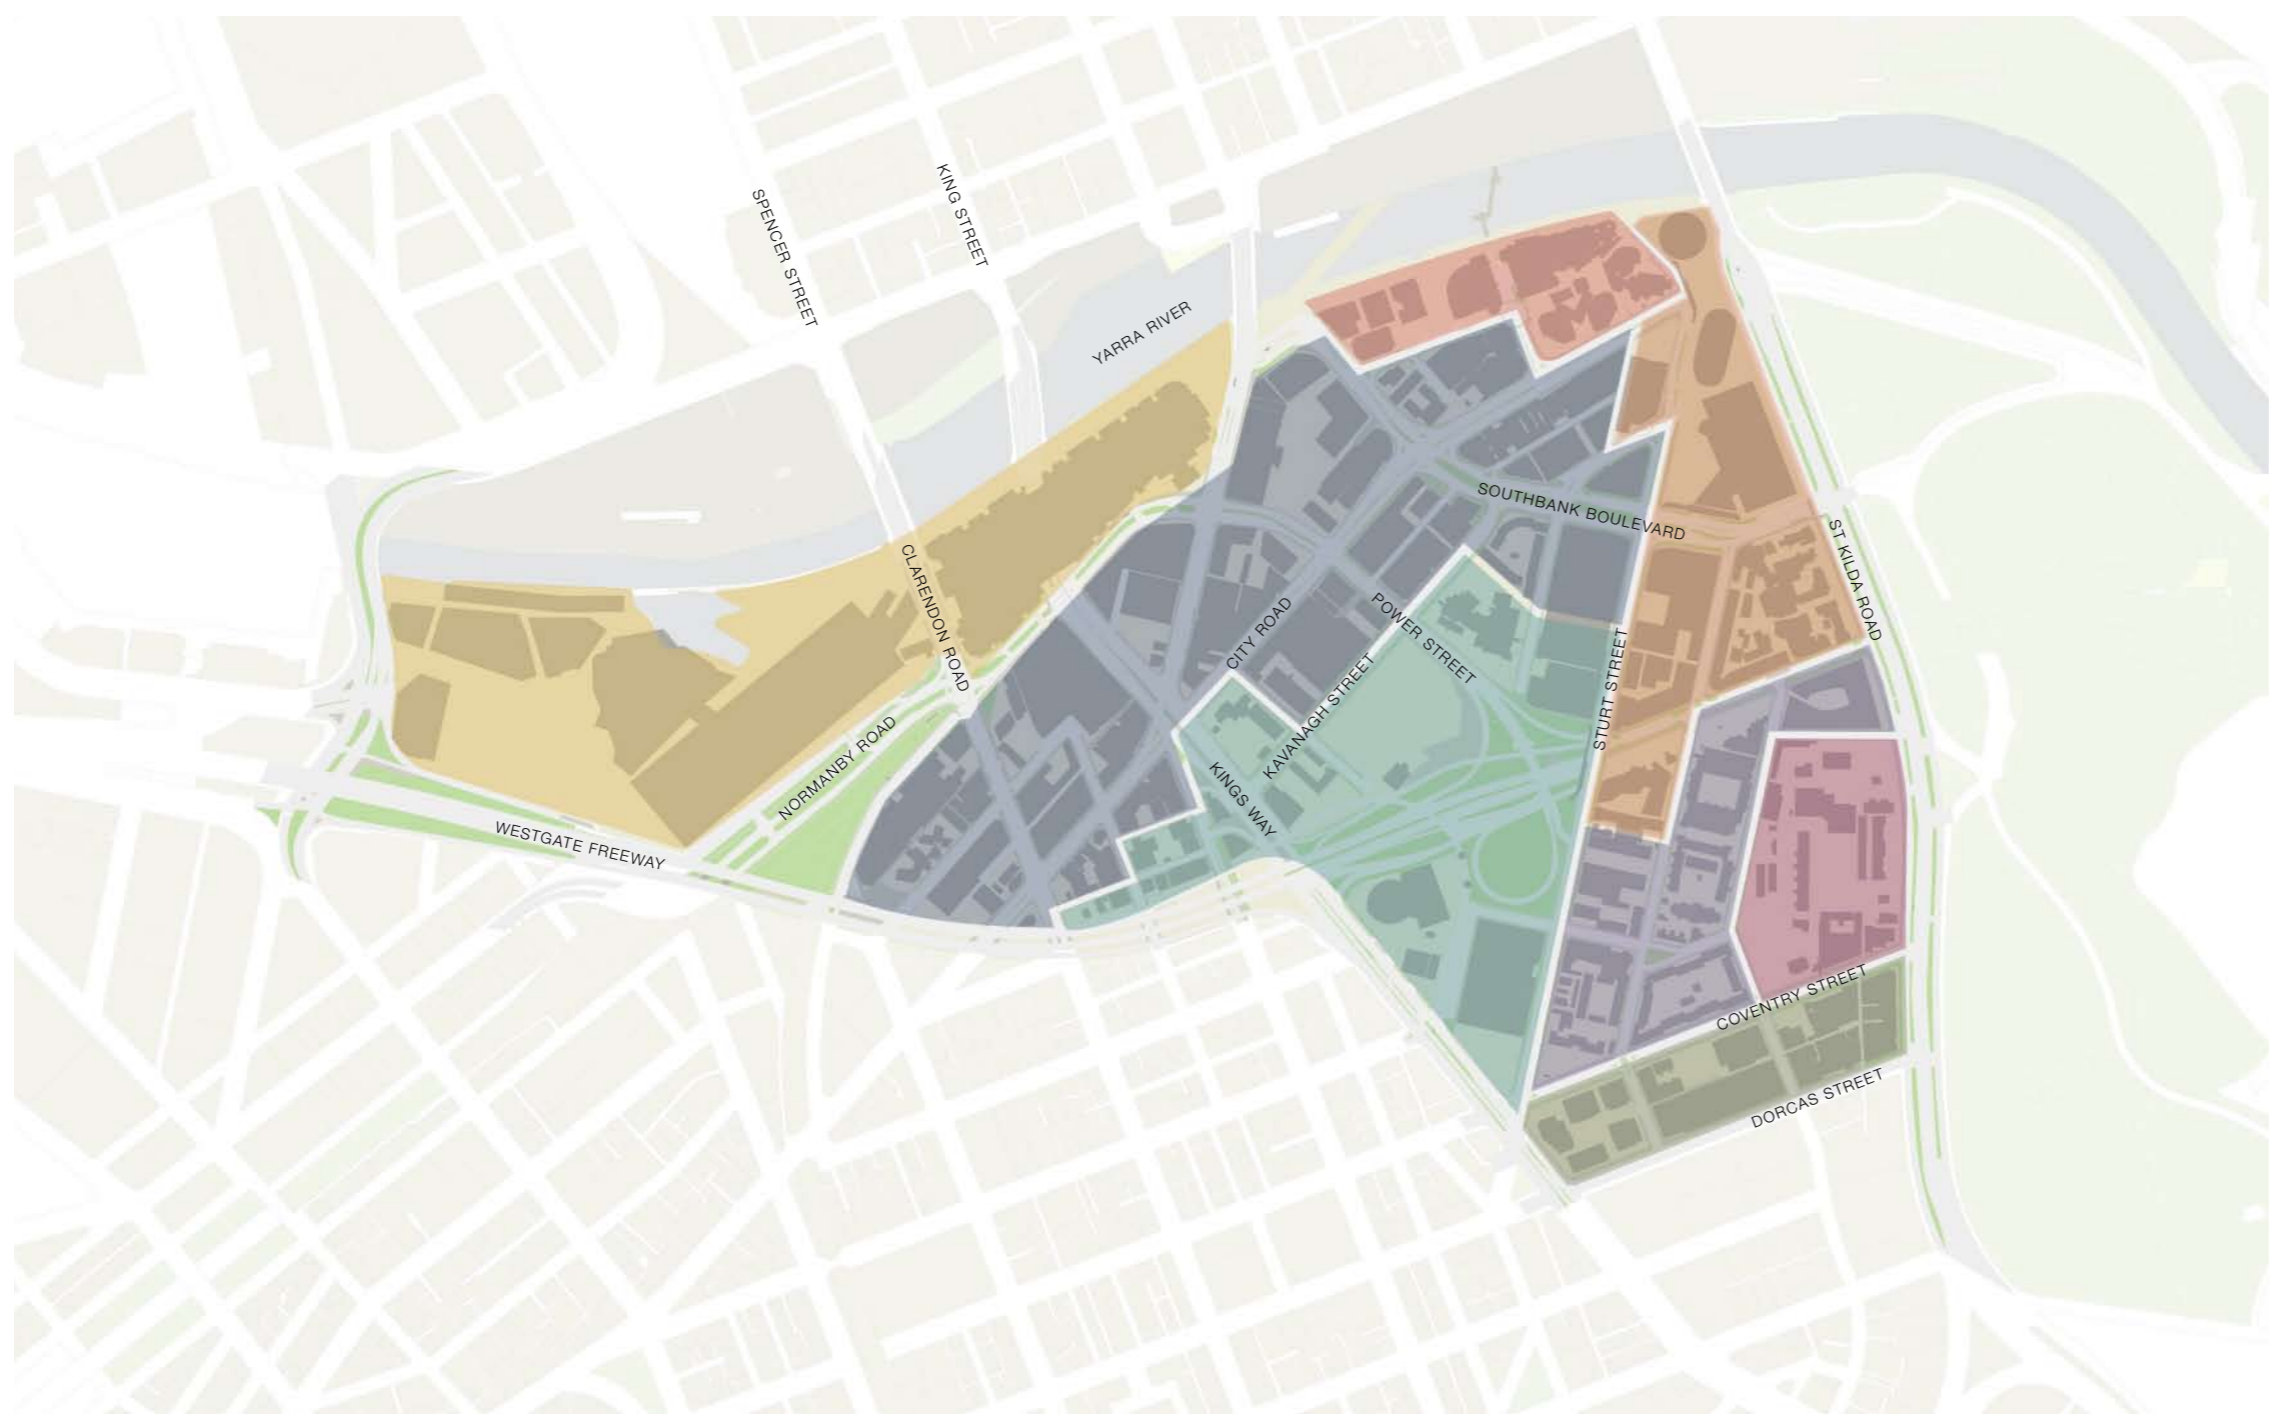 KING STREET
SPENCER STREET
YARRA RIVER
SOUTHBANK BOULEVARD
ST KILDA ROAD
CLARENDON ROAD
CITY ROAD
POWER STREET
STURT STREET
KAVANAGH STREET
NORMANBY ROAD
KINGS WAY
WESTGATE FREEWAY
COVENTRY STREET
DORCAS STREET